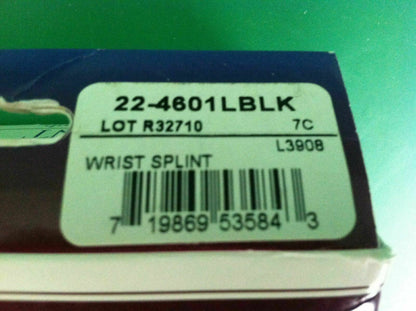 22-4601LBLK
LOT R32710 7C
L3908
WRIST SPLINT
7 19869 53584 3